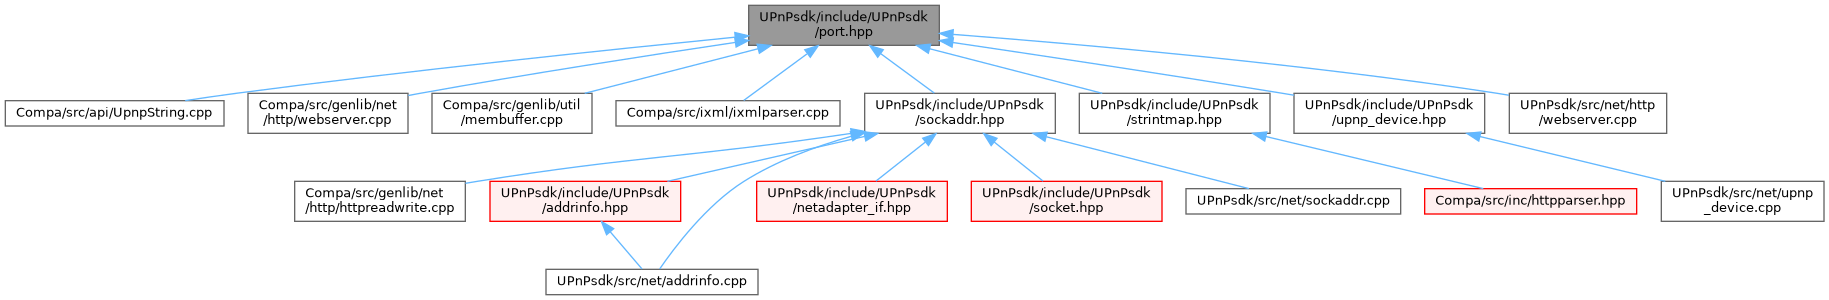 UPnPsdk/include/UPnPsdk
/port.hpp
Compa/src/api/UpnpString.cpp
Compa/src/genlib/net
/http/webserver.cpp
Compa/src/genlib/util
/membuffer.cpp
Compa/src/ixml/ixmlparser.cpp
UPnPsdk/include/UPnPsdk
/sockaddr.hpp
UPnPsdk/include/UPnPsdk
/strintmap.hpp
UPnPsdk/include/UPnPsdk
/upnp_device.hpp
UPnPsdk/src/net/http
/webserver.cpp
Compa/src/genlib/net
/http/httpreadwrite.cpp
UPnPsdk/include/UPnPsdk
/addrinfo.hpp
UPnPsdk/include/UPnPsdk
/netadapter_if.hpp
UPnPsdk/include/UPnPsdk
/socket.hpp
UPnPsdk/src/net/sockaddr.cpp
Compa/src/inc/httpparser.hpp
UPnPsdk/src/net/upnp
_device.cpp
UPnPsdk/src/net/addrinfo.cpp